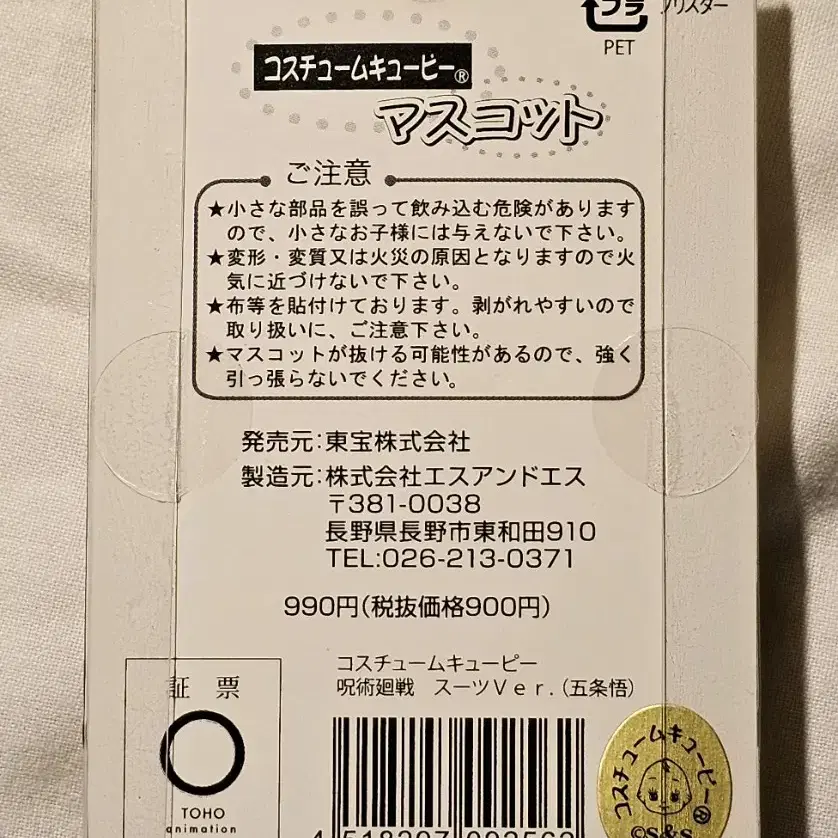 プラ
ブリスター
PET
コスチュームキューピー®
マスコット
ご注意
★小さな部品を誤って飲み込む危険があります
ので、小さなお子様には与えないで下さい。
★変形・変質又は火災の原因となりますので火
気に近づけないで下さい。
★布等を貼付けております。剥がれやすいので
取り扱いに、ご注意下さい。
★マスコットが抜ける可能性があるので、強く
引っ張らないでください。
発売元:東宝株式会社
製造元:株式会社エスアンドエス
〒381-0038
長野県長野市東和田910
TEL:026-213-0371
990円(税抜価格900円)
コスチュームキューピー
呪術廻戦 スーツVer.(五条悟)
証 票
TOHO
animation
コスチュームキューピー®
©S&S